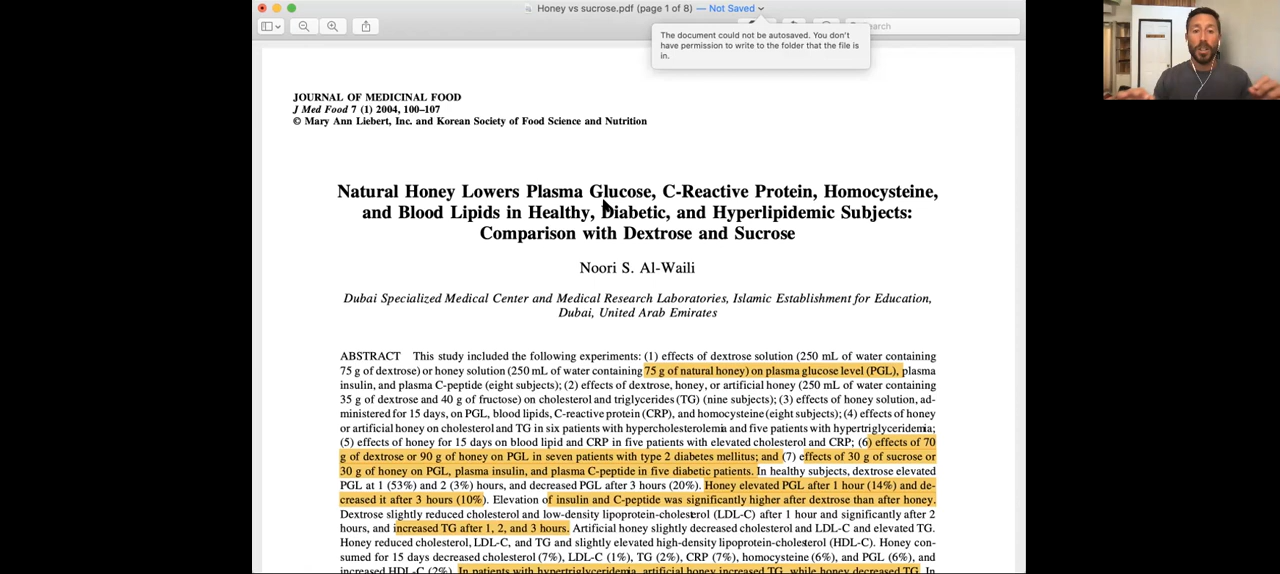 Honey vs sucrose.pdf (page 1 of 8) — Not Saved
The document could not be autosaved. You don't
have permission to write to the folder that the file is
in.
JOURNAL OF MEDICINAL FOOD
J Med Food 7 (1) 2004, 100–107
© Mary Ann Liebert, Inc. and Korean Society of Food Science and Nutrition
Natural Honey Lowers Plasma Glucose, C-Reactive Protein, Homocysteine,
and Blood Lipids in Healthy, Diabetic, and Hyperlipidemic Subjects:
Comparison with Dextrose and Sucrose
Noori S. Al-Waili
Dubai Specialized Medical Center and Medical Research Laboratories, Islamic Establishment for Education,
Dubai, United Arab Emirates
ABSTRACT This study included the following experiments: (1) effects of dextrose solution (250 mL of water containing
75 g of dextrose) or honey solution (250 mL of water containing 75 g of natural honey) on plasma glucose level (PGL), plasma
insulin, and plasma C-peptide (eight subjects); (2) effects of dextrose, honey, or artificial honey (250 mL of water containing
35 g of dextrose and 40 g of fructose) on cholesterol and triglycerides (TG) (nine subjects); (3) effects of honey solution, ad-
ministered for 15 days, on PGL, blood lipids, C-reactive protein (CRP), and homocysteine (eight subjects); (4) effects of honey
or artificial honey on cholesterol and TG in six patients with hypercholesterolemia and five patients with hypertriglyceridemia;
(5) effects of honey for 15 days on blood lipid and CRP in five patients with elevated cholesterol and CRP; (6) effects of 70
g of dextrose or 90 g of honey on PGL in seven patients with type 2 diabetes mellitus; and (7) effects of 30 g of sucrose or
30 g of honey on PGL, plasma insulin, and plasma C-peptide in five diabetic patients. In healthy subjects, dextrose elevated
PGL at 1 (53%) and 2 (3%) hours, and decreased PGL after 3 hours (20%). Honey elevated PGL after 1 hour (14%) and de-
creased it after 3 hours (10%). Elevation of insulin and C-peptide was significantly higher after dextrose than after honey.
Dextrose slightly reduced cholesterol and low-density lipoprotein-cholesterol (LDL-C) after 1 hour and significantly after 2
hours, and increased TG after 1, 2, and 3 hours. Artificial honey slightly decreased cholesterol and LDL-C and elevated TG.
Honey reduced cholesterol, LDL-C, and TG and slightly elevated high-density lipoprotein-cholesterol (HDL-C). Honey con-
sumed for 15 days decreased cholesterol (7%), LDL-C (1%), TG (2%), CRP (7%), homocysteine (6%), and PGL (6%), and
increased HDL-C (2%). In patients with hypertriglyceridemia, artificial honey increased TG, while honey decreased TG. In